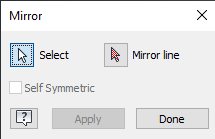 Mirror
Select Mirror line
Self Symmetric
? Apply Done